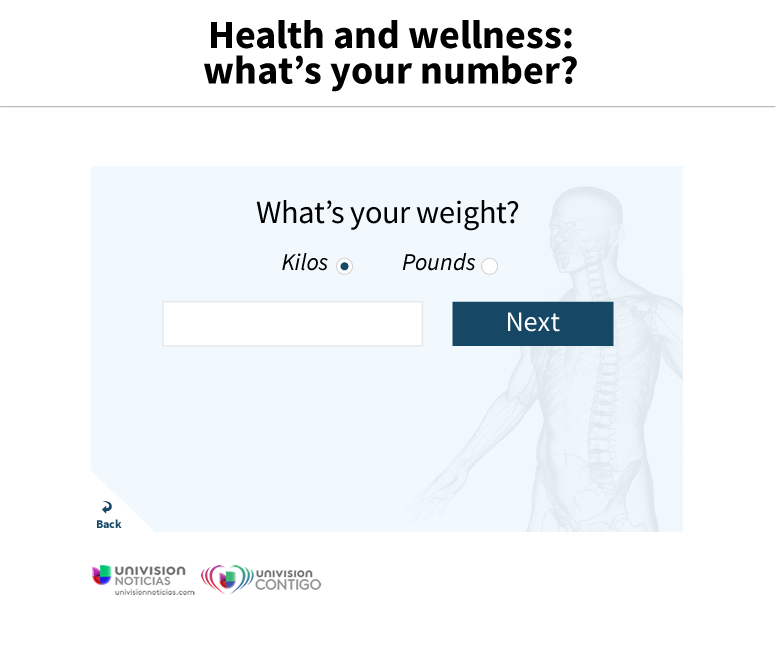 Health and wellness:
what’s your number?
What’s your weight?
Kilos Pounds
Next
Back
UNIVISION
NOTICIAS
univisionnoticias.com
UNIVISION
CONTIGO